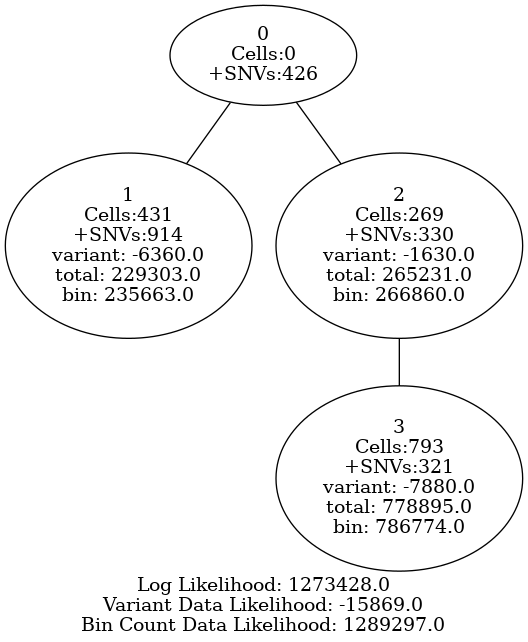 0
Cells:0
+SNVs:426
1
Cells:431
+SNVs:914
variant: -6360.0
total: 229303.0
bin: 235663.0
2
Cells:269
+SNVs:330
variant: -1630.0
total: 265231.0
bin: 266860.0
3
Cells:793
+SNVs:321
variant: -7880.0
total: 778895.0
bin: 786774.0
Log Likelihood: 1273428.0
Variant Data Likelihood: -15869.0
Bin Count Data Likelihood: 1289297.0